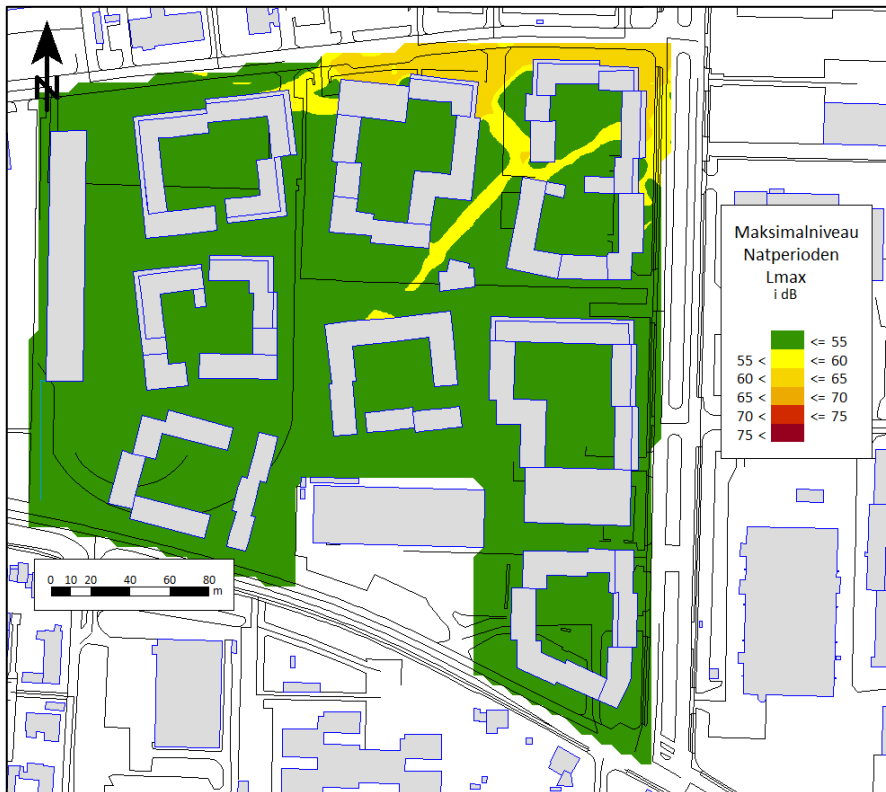 N
Maksimalniveau
Natperioden
Lmax
i dB
<= 55
55 < <= 60
60 < <= 65
65 < <= 70
70 < <= 75
75 <
0 10 20 40 60 80
m